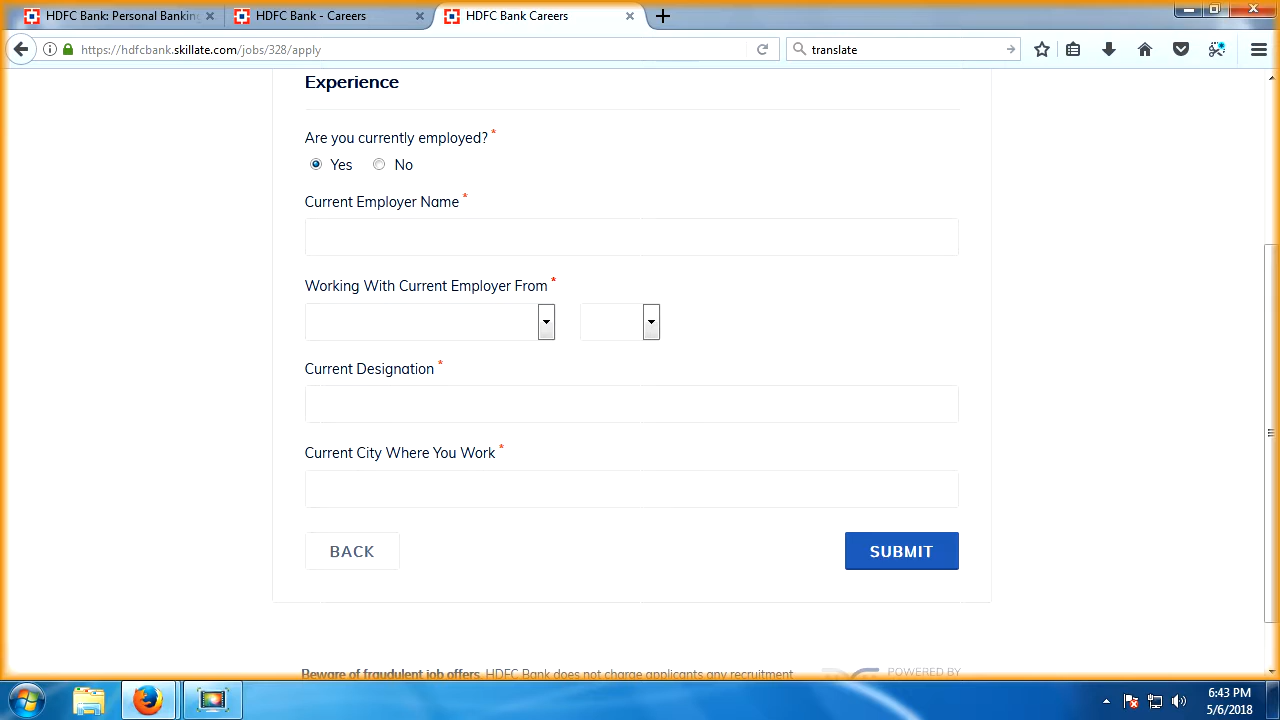 HDFC Bank: Personal Banking
HDFC Bank - Careers
HDFC Bank Careers
https://hdfcbank.skillate.com/jobs/328/apply
translate
Experience
Are you currently employed? *
Yes No
Current Employer Name *
Working With Current Employer From *
Current Designation *
Current City Where You Work *
BACK SUBMIT
Beware of fraudulent job offers. HDFC Bank does not charge applicants any recruitment
POWERED BY
6:43 PM
5/6/2018